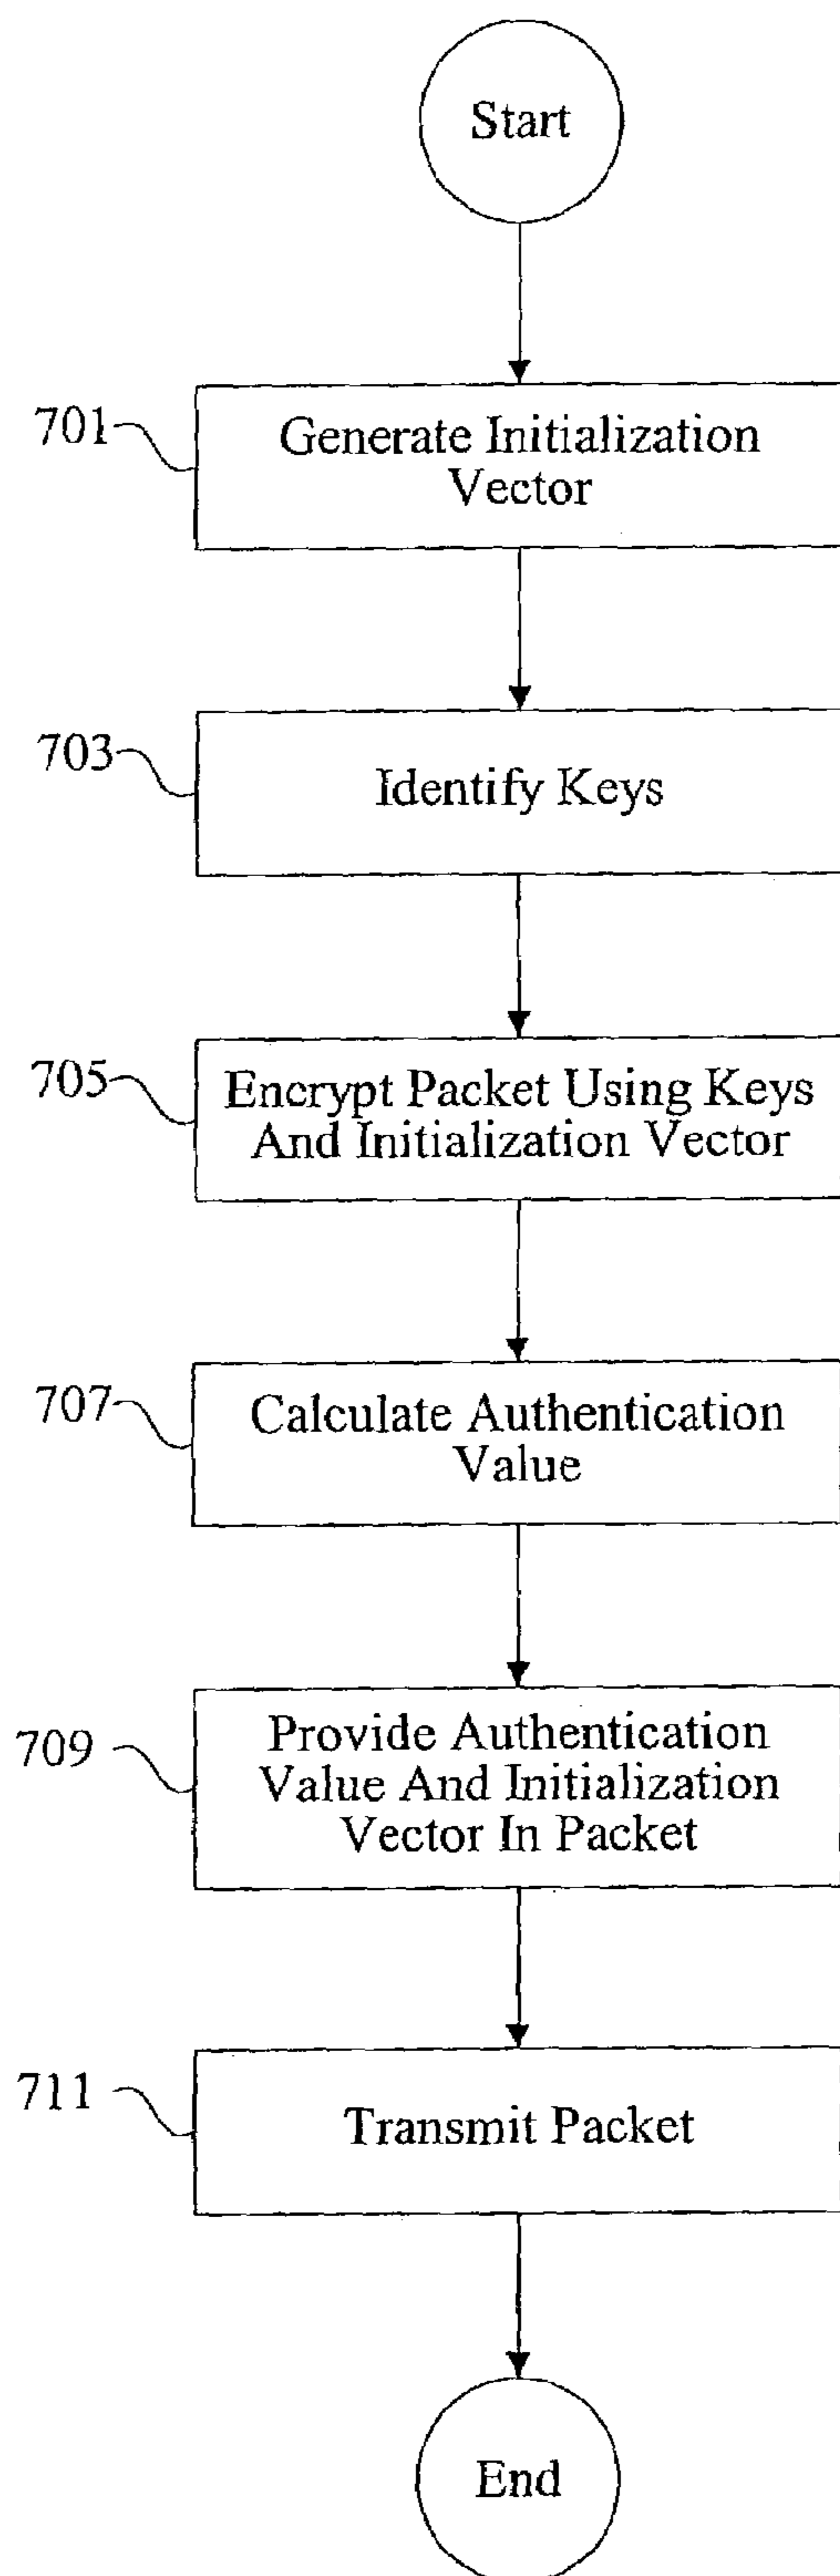 Start
701
Generate Initialization
Vector
703
Identify Keys
705
Encrypt Packet Using Keys
And Initialization Vector
707
Calculate Authentication
Value
709
Provide Authentication
Value And Initialization
Vector In Packet
711
Transmit Packet
End